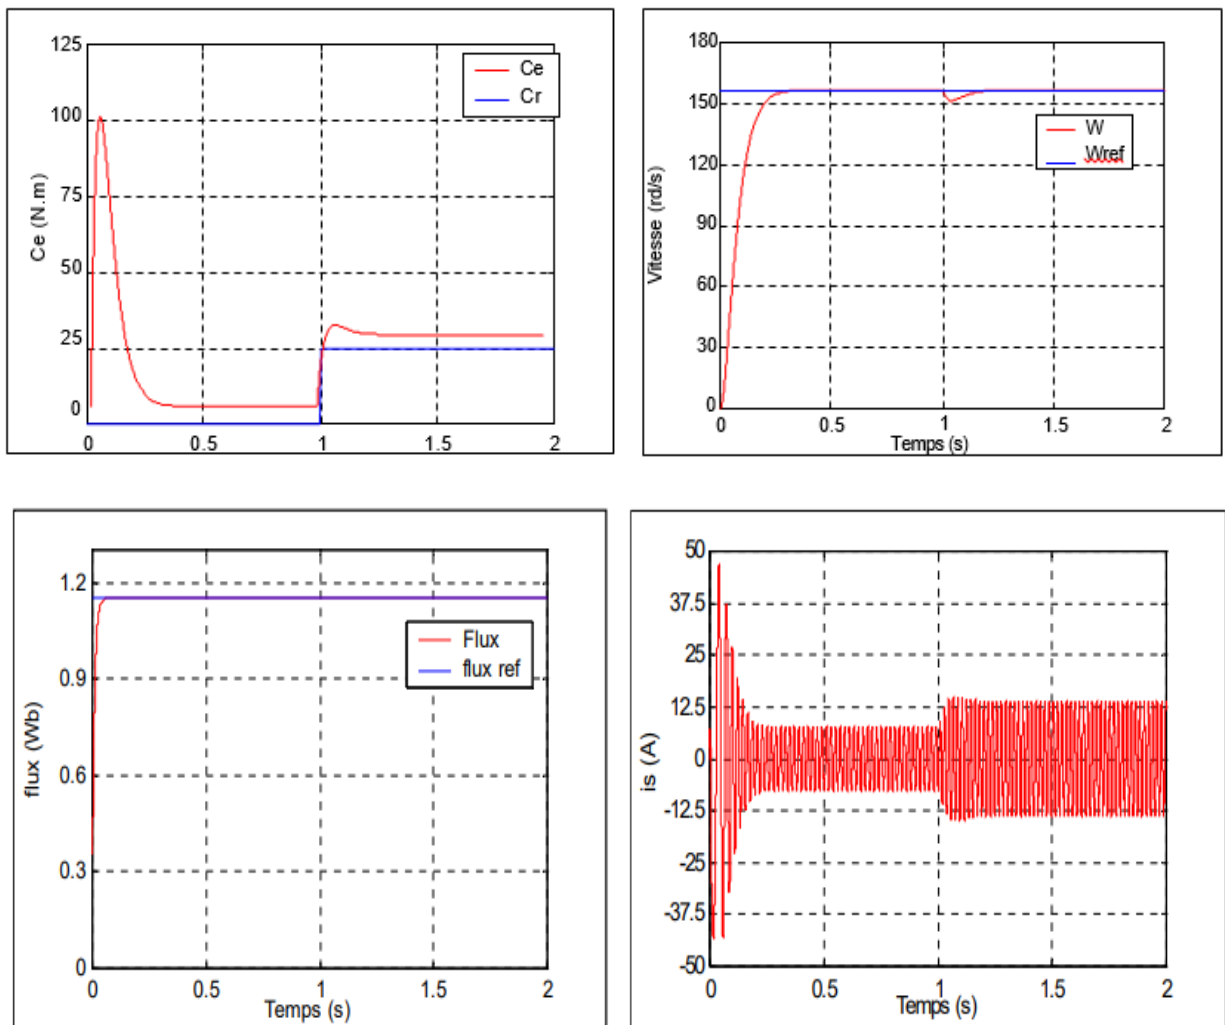 125
100
75
50
25
0
Ce (N.m)
Ce
Cr
0 0.5 1 1.5 2
180
150
120
90
60
30
0
Vitesse (rd/s)
W
Wref
0 0.5 1 1.5 2
Temps (s)
1.2
0.9
0.6
0.3
0
flux (Wb)
Flux
flux ref
0 0.5 1 1.5 2
Temps (s)
50
37.5
25
12.5
0
-12.5
-25
-37.5
-50
is (A)
0 0.5 1 1.5 2
Temps (s)